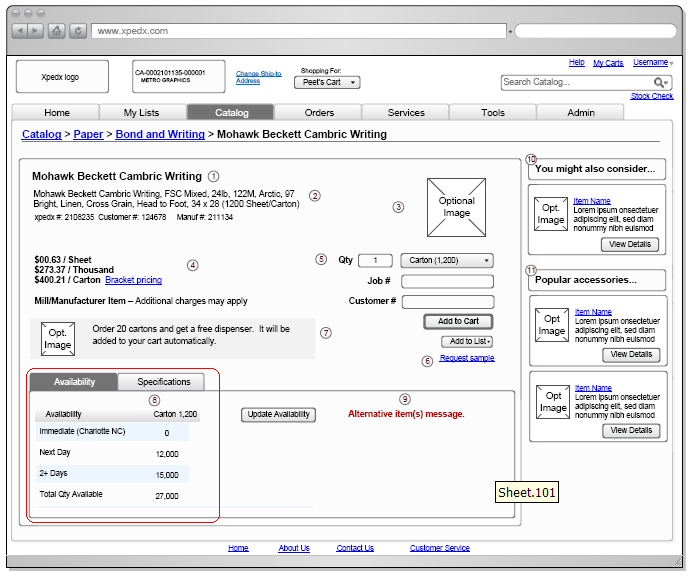 www.xpedx.com
Help My Carts Username
Xpedx logo
CA-0002101135-000001
METRO GRAPHICS
Change Ship-to
Address
Shopping For:
Peet's Cart
Search Catalog...
Stock Check
Home My Lists Catalog Orders Services Tools Admin
Catalog > Paper > Bond and Writing > Mohawk Beckett Cambric Writing
Mohawk Beckett Cambric Writing 1
Mohawk Beckett Cambric Writing, FSC Mixed, 24lb, 122M, Arctic, 97
Bright, Linen, Cross Grain, Head to Foot, 34 x 28 (1200 Sheet/Carton)
2
xpedx #: 2108235 Customer #: 124678 Manuf #: 211134
3
Optional
Image
$00.63 / Sheet
$273.37 / Thousand
$400.21 / Carton Bracket pricing
4
Mill/Manufacturer Item – Additional charges may apply
5 Qty 1 Carton (1,200)
Job #
Customer #
Add to Cart
Add to List
6 Request sample
Opt.
Image
Order 20 cartons and get a free dispenser. It will be
added to your cart automatically.
7
Availability Specifications
8
Availability Carton 1,200
Immediate (Charlotte NC) 0
Next Day 12,000
2+ Days 15,000
Total Qty Available 27,000
Update Availability
9
Alternative item(s) message.
Sheet.101
10
You might also consider...
Opt.
Image
Item Name
Lorem ipsum onsectetuer
adipiscing elit, sed diam
nonummy nibh euismod
View Details
11
Popular accessories...
Opt
Image
Item Name
Lorem ipsum onsectetuer
adipiscing elit, sed diam
nonummy nibh euismod
View Details
Opt
Image
Item Name
Lorem ipsum onsectetuer
adipiscing elit, sed diam
nonummy nibh euismod
View Details
Home About Us Contact Us Customer Service